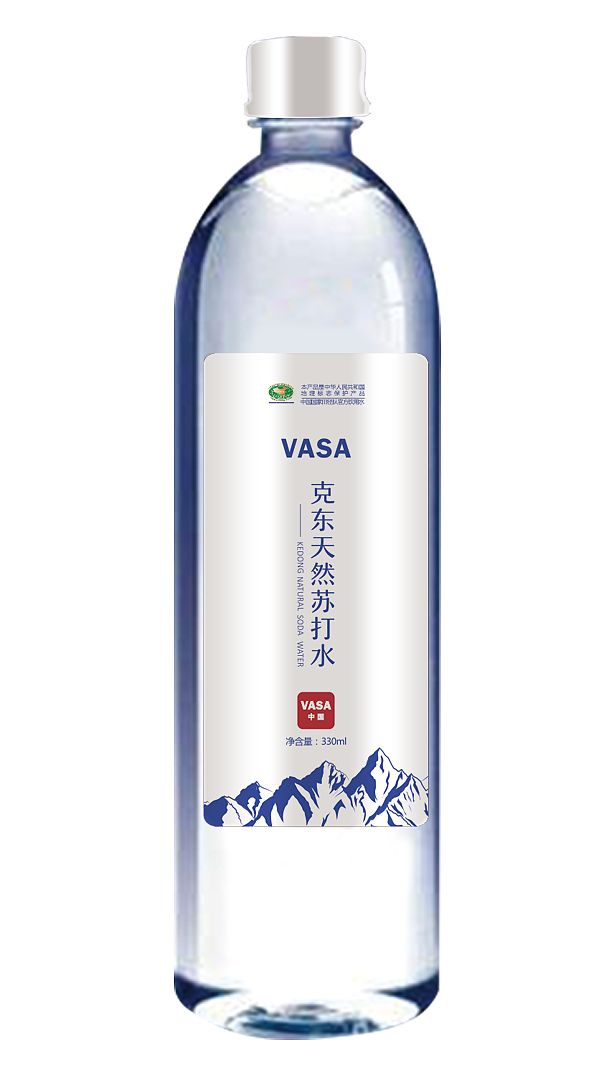 本产品是中华人民共和国
地理标志保护产品
VASA
克东天然苏打水
KEDONG NATURAL SODA WATER
VASA
中国
净含量：330ml